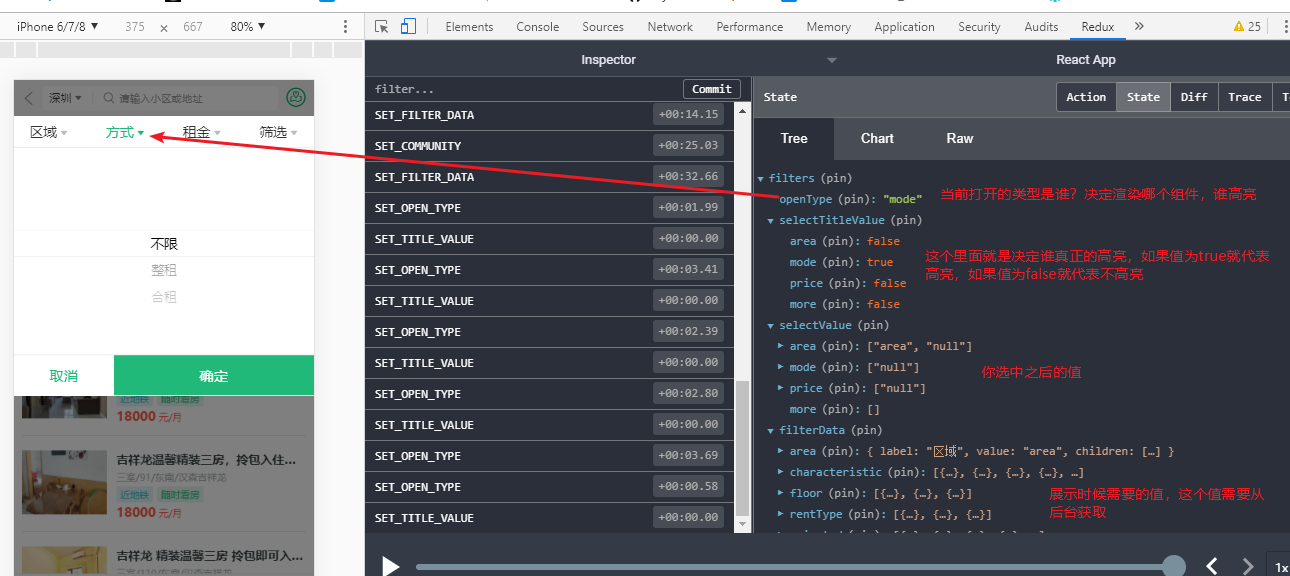 iPhone 6/7/8 ▼ 375 × 667 80% ▼
Elements Console Sources Network Performance Memory Application Security Audits Redux » 25
Inspector React App
filter... Commit
SET_FILTER_DATA +00:14.15
SET_COMMUNITY +00:25.03
SET_FILTER_DATA +00:32.66
SET_OPEN_TYPE +00:01.99
SET_TITLE_VALUE +00:00.00
SET_OPEN_TYPE +00:03.41
SET_TITLE_VALUE +00:00.00
SET_OPEN_TYPE +00:02.39
SET_TITLE_VALUE +00:00.00
SET_OPEN_TYPE +00:02.80
SET_TITLE_VALUE +00:00.00
SET_OPEN_TYPE +00:03.69
SET_OPEN_TYPE +00:00.58
SET_TITLE_VALUE +00:00.00
State Action State Diff Trace
Tree Chart Raw
filters (pin)
openType (pin): "mode"
当前打开的类型是谁？决定渲染哪个组件，谁高亮
selectTitleValue (pin)
area (pin): false
mode (pin): true
price (pin): false
more (pin): false
这个里面就是决定谁真正的高亮，如果值为true就代表
高亮，如果值为false就代表不高亮
selectValue (pin)
area (pin): ["area", "null"]
mode (pin): ["null"]
price (pin): ["null"]
more (pin): []
你选中之后的值
filterData (pin)
area (pin): { label: "区域", value: "area", children: […] }
characteristic (pin): [{…}, {…}, {…}, {…}, …]
floor (pin): [{…}, {…}, {…}]
rentType (pin): [{…}, {…}, {…}]
展示时候需要的值，这个值需要从
后台获取
1x
深圳 请输入小区或地址
区域 方式 租金 筛选
不限
整租
合租
取消 确定
近地铁 随时看房
18000 元/月
吉祥龙温馨精装三房，拎包入住...
三室/91/东南/汉森吉祥龙
近地铁 随时看房
18000 元/月
吉祥龙 精装温馨三房 拎包即可入...